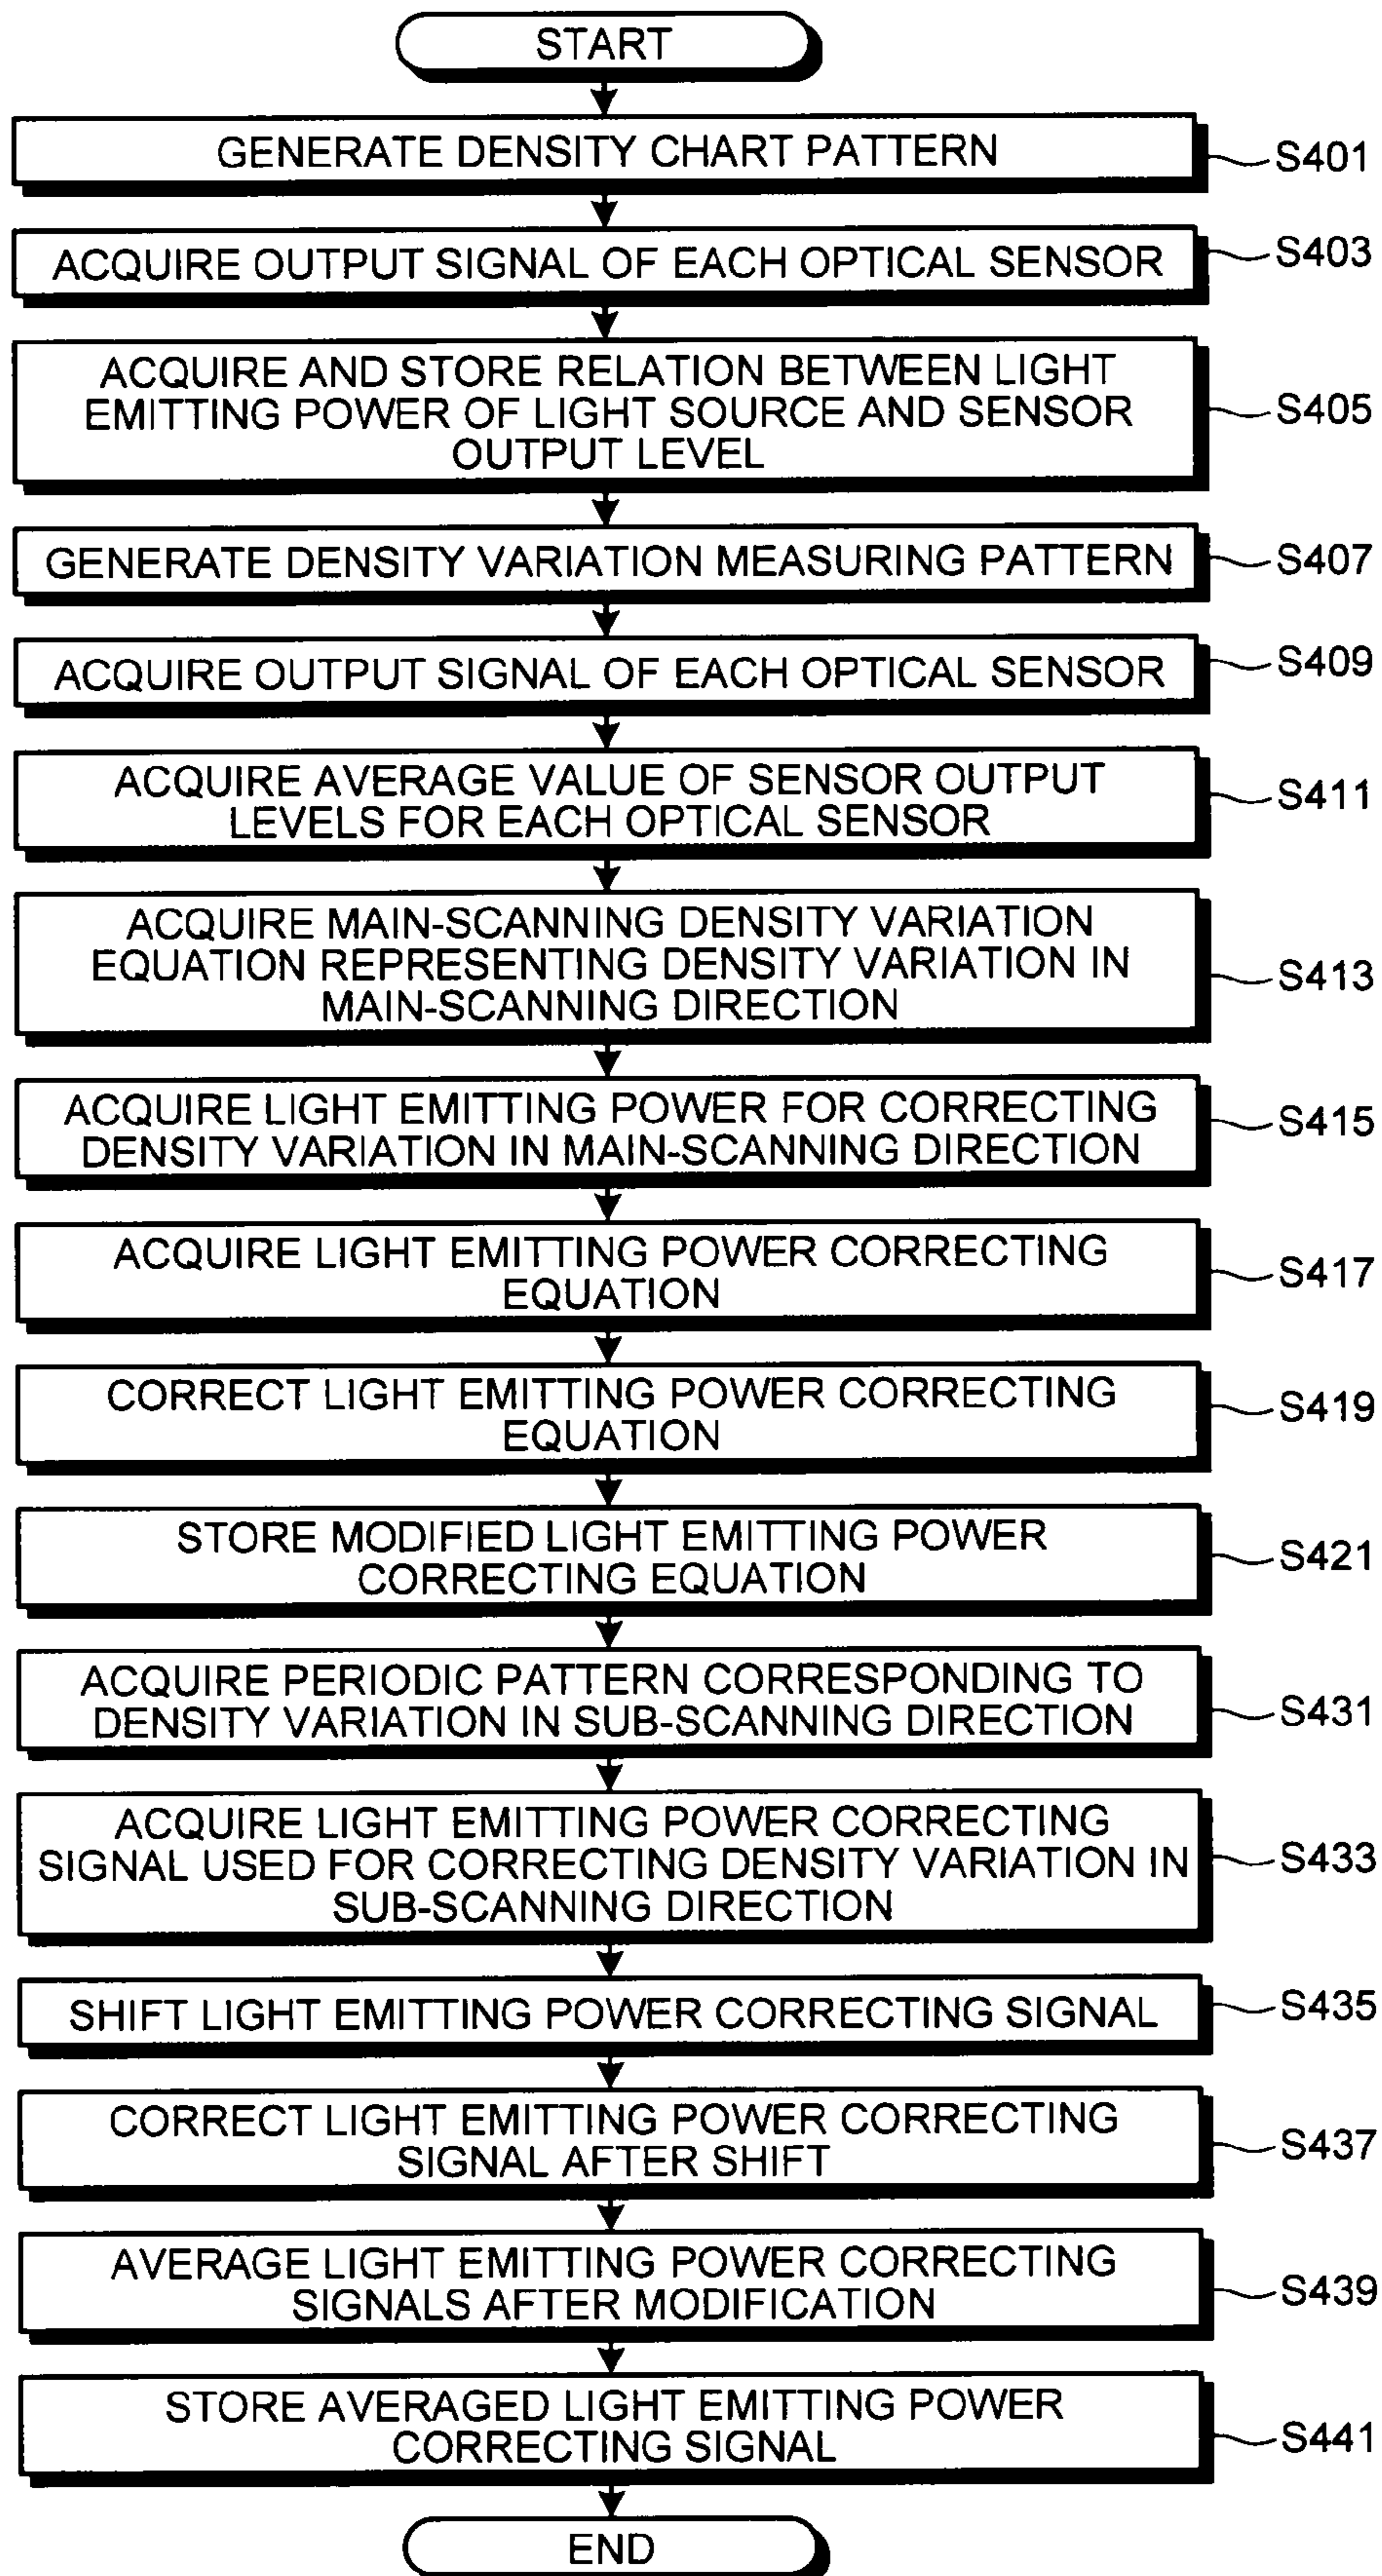 START
GENERATE DENSITY CHART PATTERN
S401
ACQUIRE OUTPUT SIGNAL OF EACH OPTICAL SENSOR
S403
ACQUIRE AND STORE RELATION BETWEEN LIGHT
EMITTING POWER OF LIGHT SOURCE AND SENSOR
OUTPUT LEVEL
S405
GENERATE DENSITY VARIATION MEASURING PATTERN
S407
ACQUIRE OUTPUT SIGNAL OF EACH OPTICAL SENSOR
S409
ACQUIRE AVERAGE VALUE OF SENSOR OUTPUT
LEVELS FOR EACH OPTICAL SENSOR
S411
ACQUIRE MAIN-SCANNING DENSITY VARIATION
EQUATION REPRESENTING DENSITY VARIATION IN
MAIN-SCANNING DIRECTION
S413
ACQUIRE LIGHT EMITTING POWER FOR CORRECTING
DENSITY VARIATION IN MAIN-SCANNING DIRECTION
S415
ACQUIRE LIGHT EMITTING POWER CORRECTING
EQUATION
S417
CORRECT LIGHT EMITTING POWER CORRECTING
EQUATION
S419
STORE MODIFIED LIGHT EMITTING POWER
CORRECTING EQUATION
S421
ACQUIRE PERIODIC PATTERN CORRESPONDING TO
DENSITY VARIATION IN SUB-SCANNING DIRECTION
S431
ACQUIRE LIGHT EMITTING POWER CORRECTING
SIGNAL USED FOR CORRECTING DENSITY VARIATION IN
SUB-SCANNING DIRECTION
S433
SHIFT LIGHT EMITTING POWER CORRECTING SIGNAL
S435
CORRECT LIGHT EMITTING POWER CORRECTING
SIGNAL AFTER SHIFT
S437
AVERAGE LIGHT EMITTING POWER CORRECTING
SIGNALS AFTER MODIFICATION
S439
STORE AVERAGED LIGHT EMITTING POWER
CORRECTING SIGNAL
S441
END